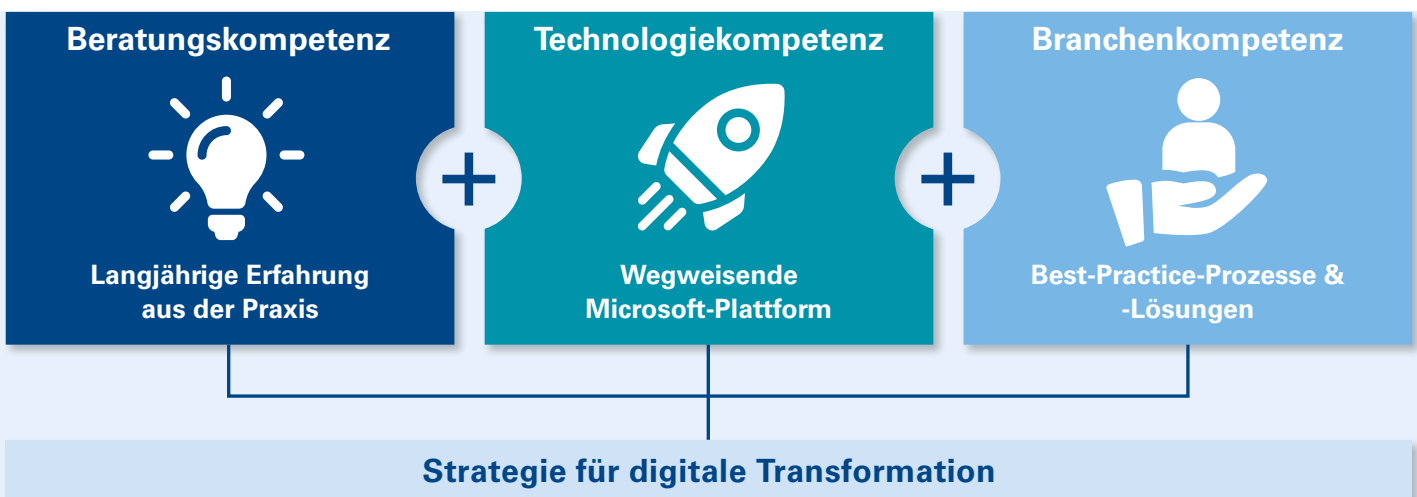 Beratungskompetenz
Langjährige Erfahrung
aus der Praxis
+
Technologiekompetenz
Wegweisende
Microsoft-Plattform
+
Branchenkompetenz
Best-Practice-Prozesse &
-Lösungen
Strategie für digitale Transformation